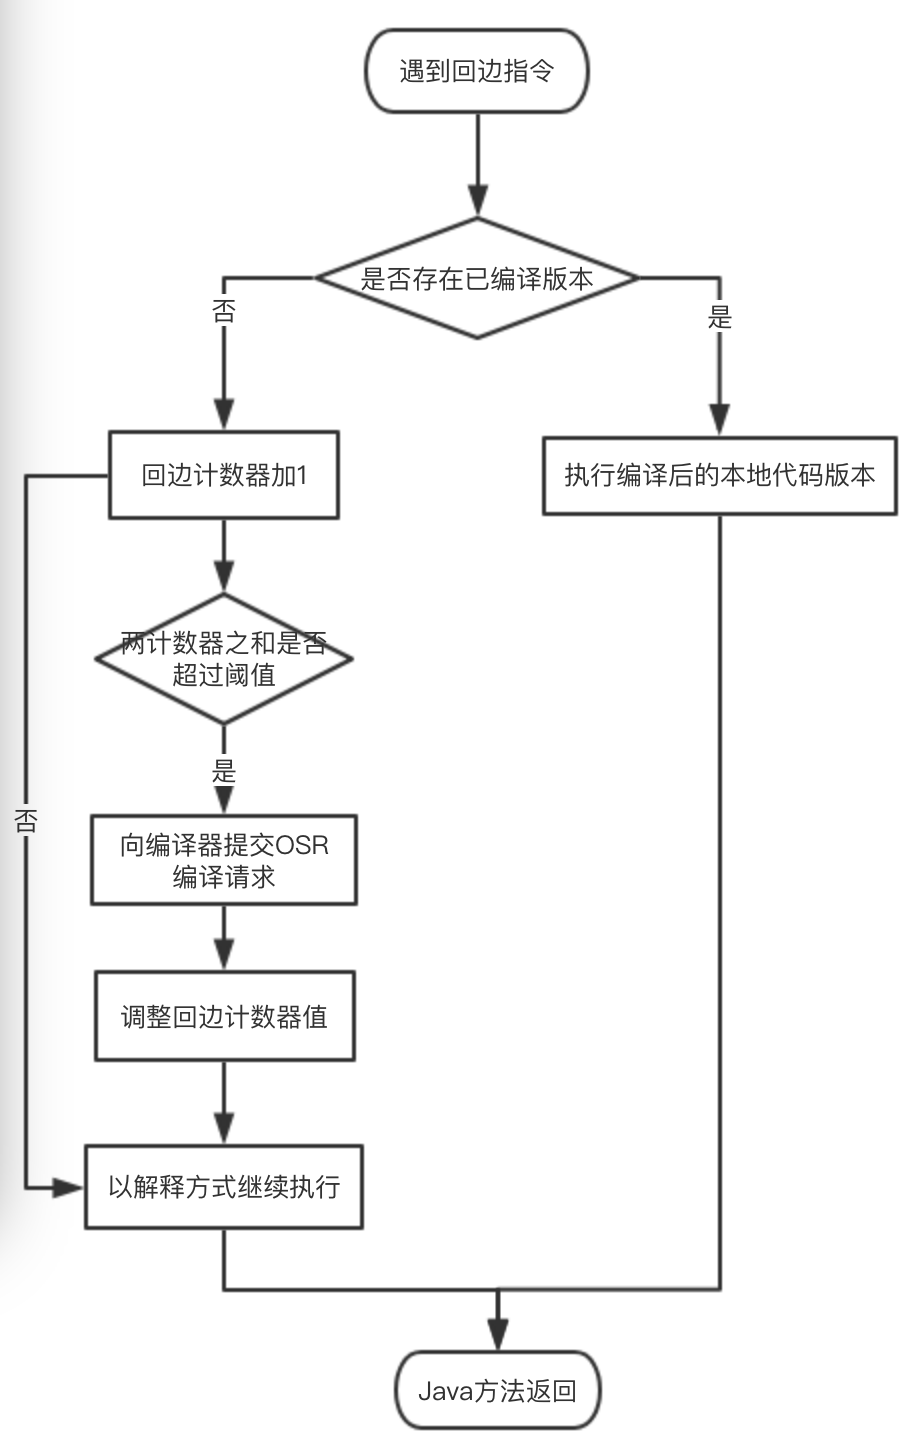 遇到回边指令
是否存在已编译版本
否
是
回边计数器加1
执行编译后的本地代码版本
两计数器之和是否
超过阈值
是
否
向编译器提交OSR
编译请求
调整回边计数器值
以解释方式继续执行
Java方法返回